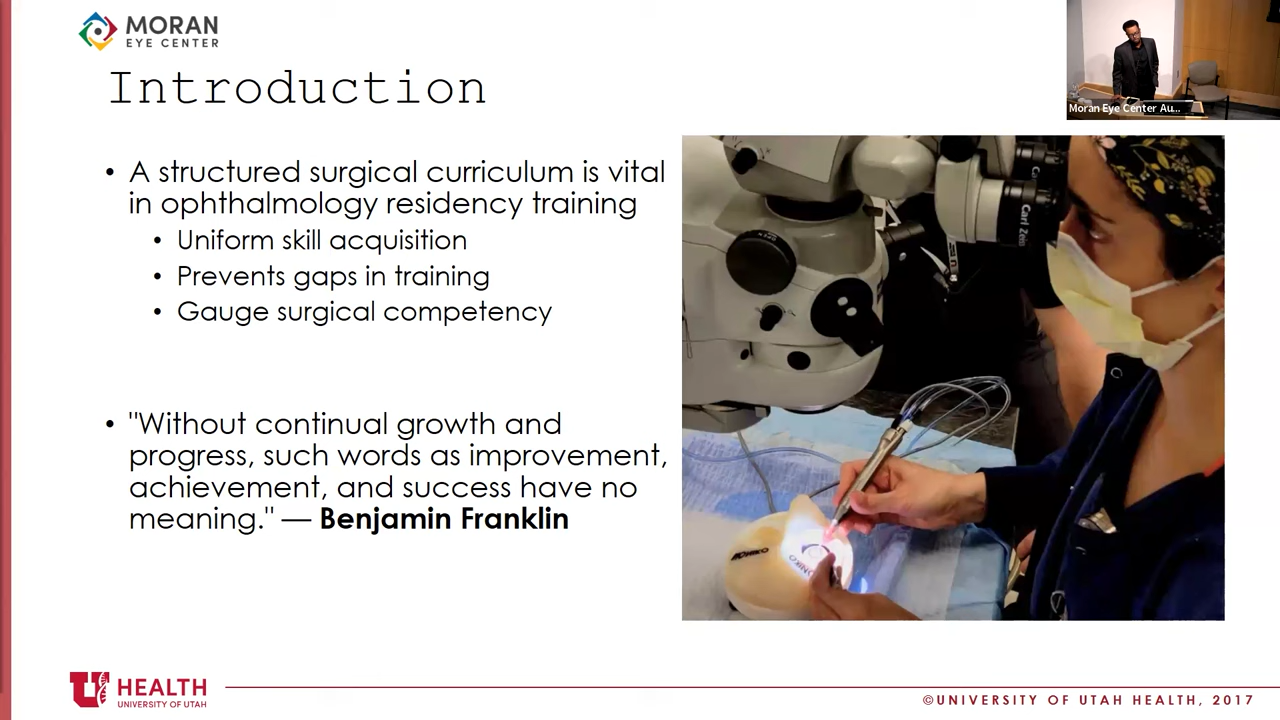 MORAN
EYE CENTER
Moran Eye Center Au...
Introduction
• A structured surgical curriculum is vital
in ophthalmology residency training
• Uniform skill acquisition
• Prevents gaps in training
• Gauge surgical competency
• "Without continual growth and
progress, such words as improvement,
achievement, and success have no
meaning." — Benjamin Franklin
Carl Zeis
U HEALTH
UNIVERSITY OF UTAH
©UNIVERSITY OF UTAH HEALTH, 2017